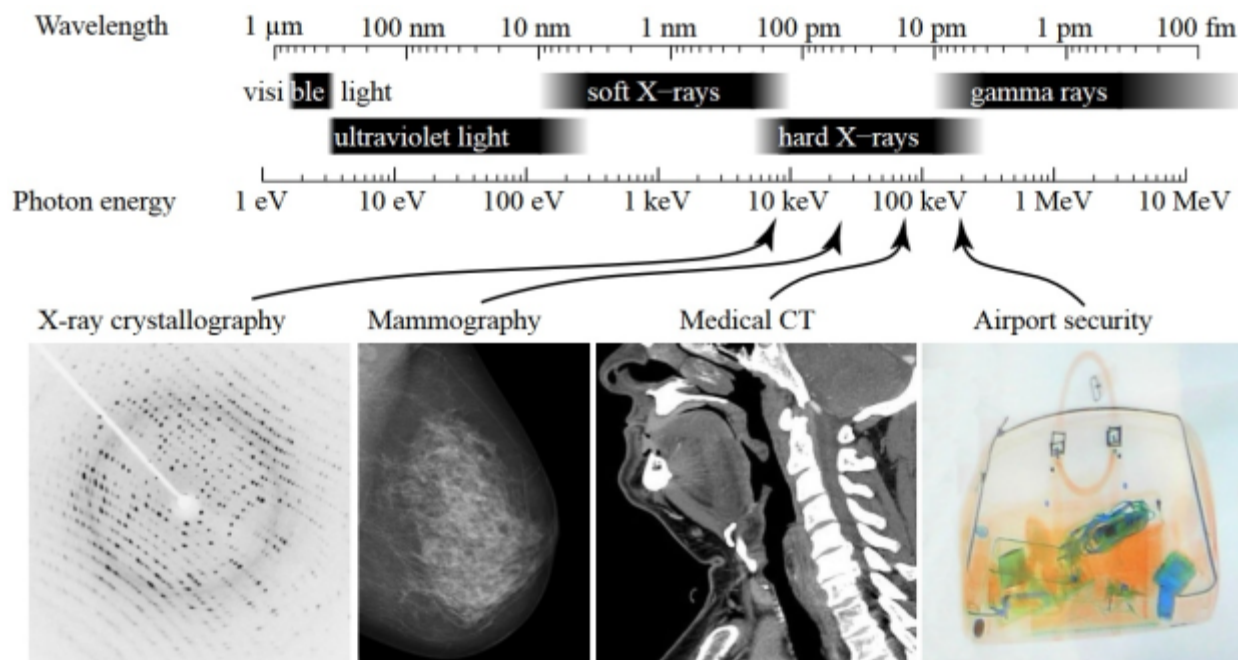 Wavelength 1 μm 100 nm 10 nm 1 nm 100 pm 10 pm 1 pm 100 fm
visible light soft X−rays gamma rays
ultraviolet light hard X−rays
Photon energy 1 eV 10 eV 100 eV 1 keV 10 keV 100 keV 1 MeV 10 MeV
X-ray crystallography Mammography Medical CT Airport security